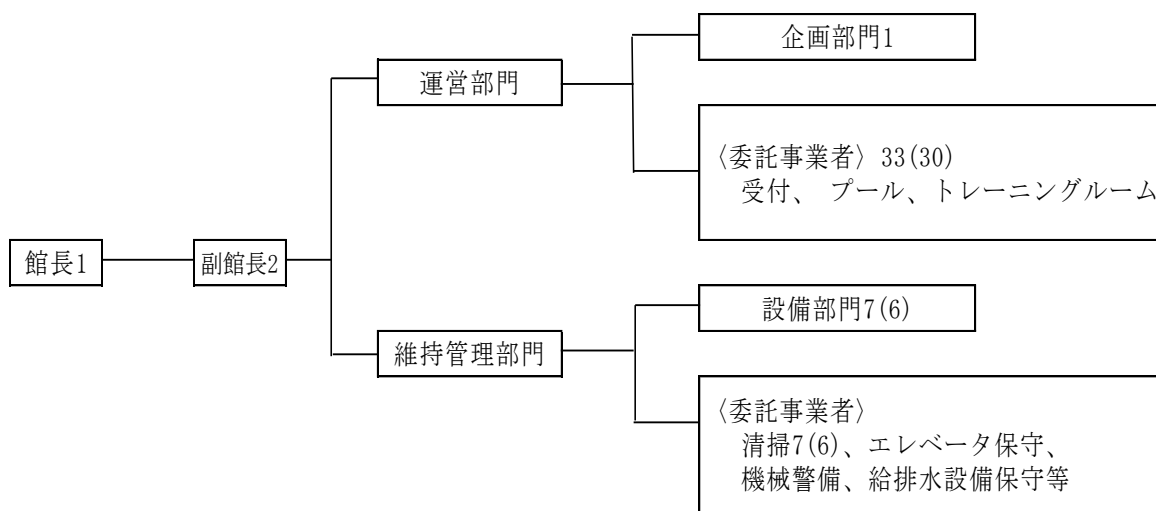 企画部門1
運営部門
〈委託事業者〉33(30)
受付、 プール、トレーニングルーム
館長1
副館長2
設備部門7(6)
維持管理部門
〈委託事業者〉
清掃7(6)、エレベータ保守、
機械警備、給排水設備保守等